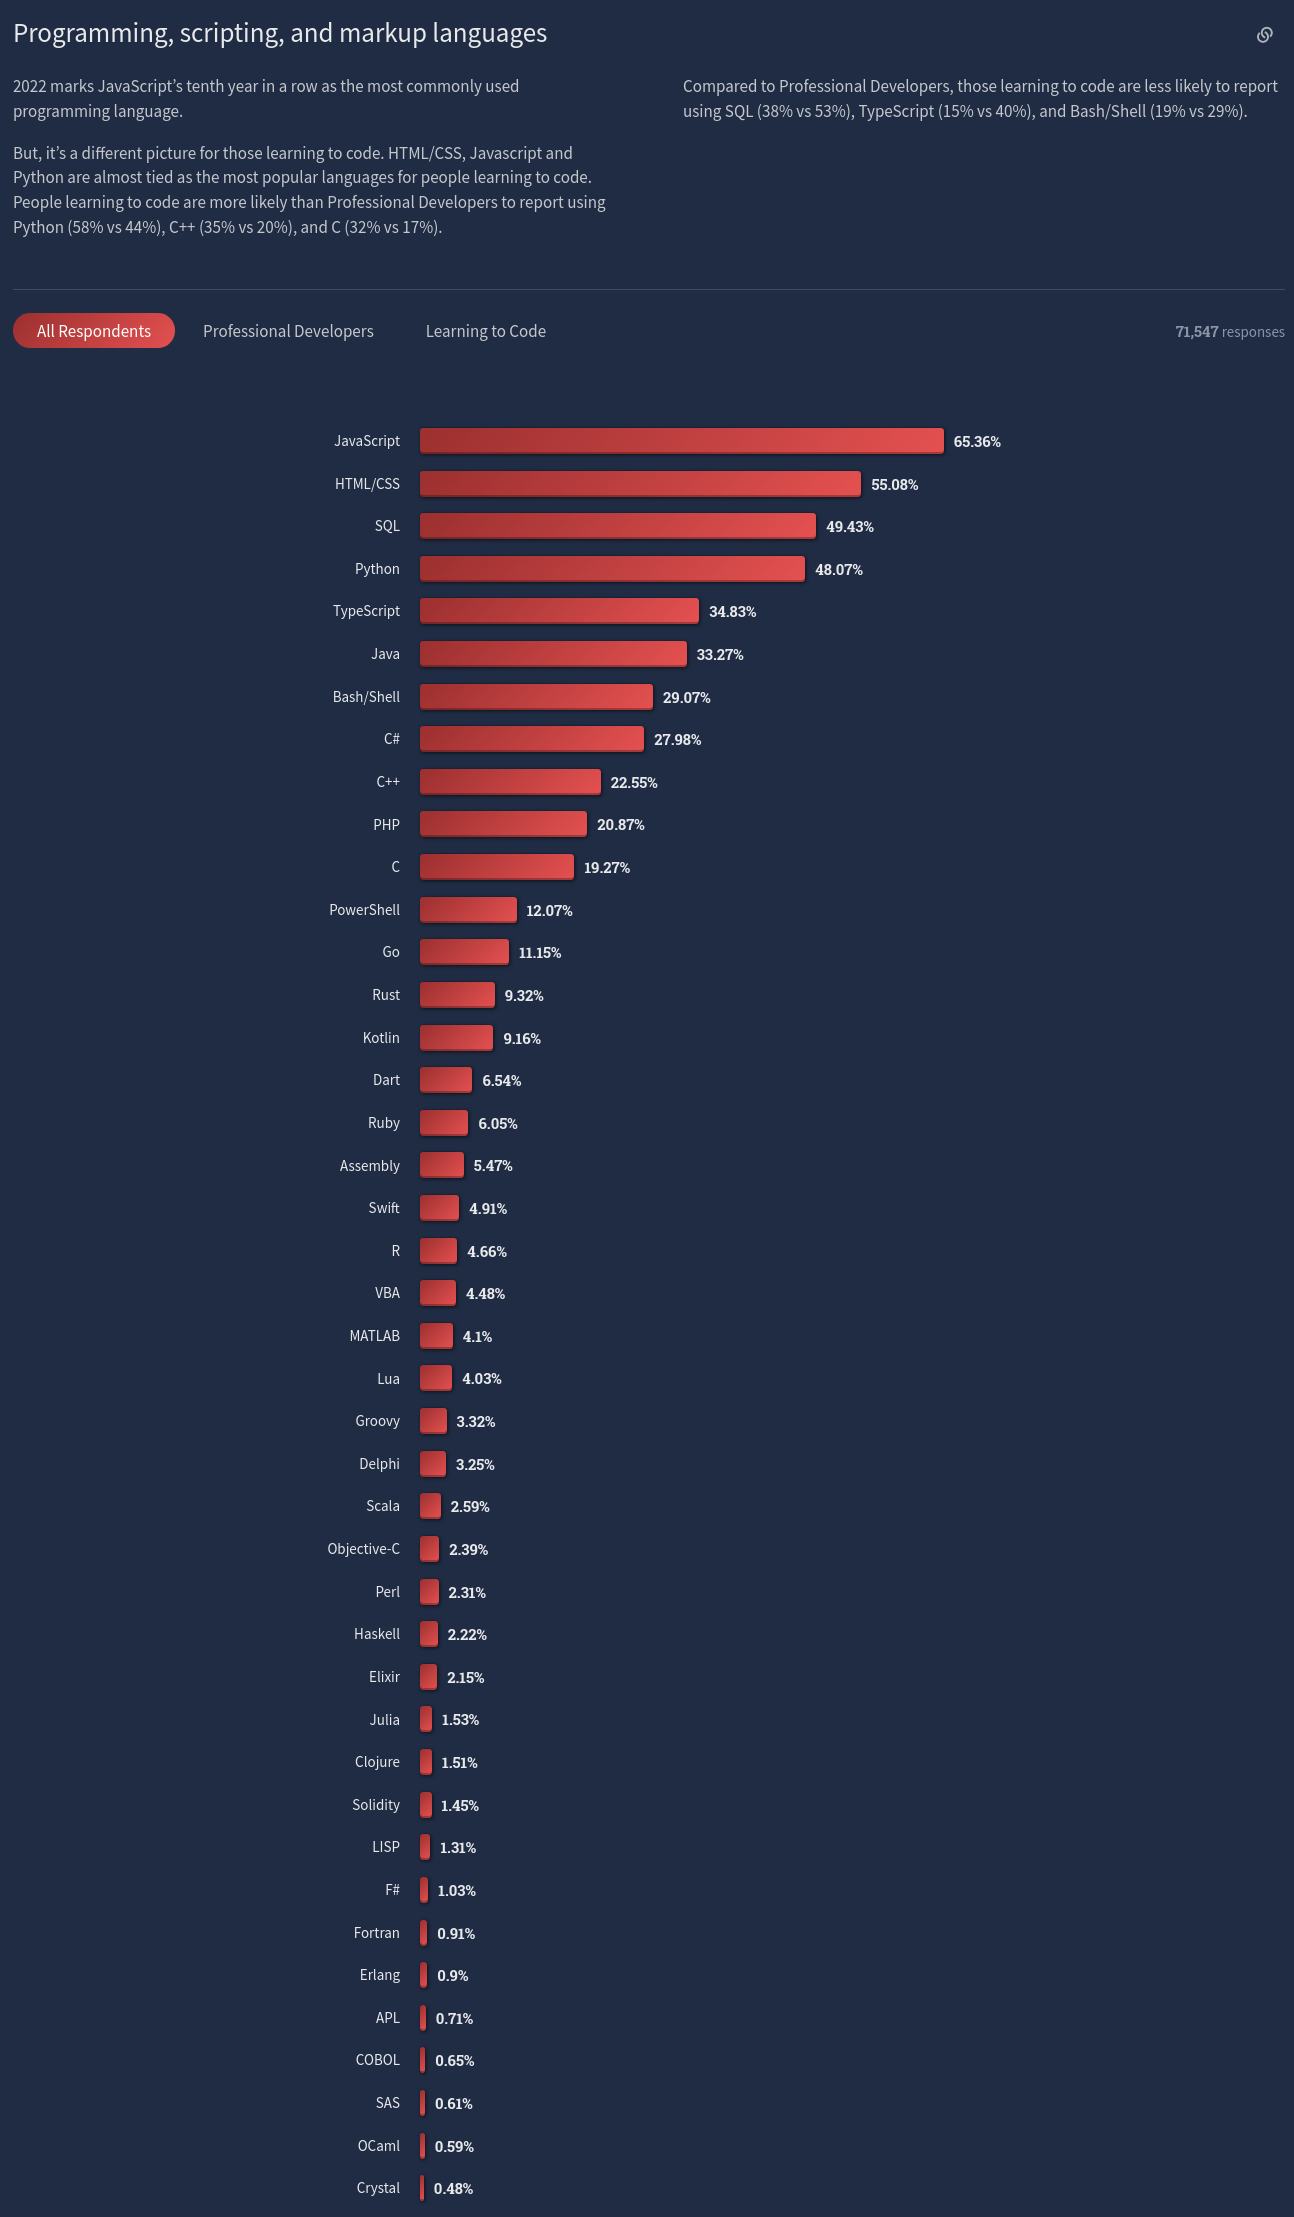 Programming, scripting, and markup languages
2022 marks JavaScript’s tenth year in a row as the most commonly used
programming language.
But, it’s a different picture for those learning to code. HTML/CSS, Javascript and
Python are almost tied as the most popular languages for people learning to code.
People learning to code are more likely than Professional Developers to report using
Python (58% vs 44%), C++ (35% vs 20%), and C (32% vs 17%).
Compared to Professional Developers, those learning to code are less likely to report
using SQL (38% vs 53%), TypeScript (15% vs 40%), and Bash/Shell (19% vs 29%).
All Respondents Professional Developers Learning to Code 71,547 responses
JavaScript 65.36%
HTML/CSS 55.08%
SQL 49.43%
Python 48.07%
TypeScript 34.83%
Java 33.27%
Bash/Shell 29.07%
C# 27.98%
C++ 22.55%
PHP 20.87%
C 19.27%
PowerShell 12.07%
Go 11.15%
Rust 9.32%
Kotlin 9.16%
Dart 6.54%
Ruby 6.05%
Assembly 5.47%
Swift 4.91%
R 4.66%
VBA 4.48%
MATLAB 4.1%
Lua 4.03%
Groovy 3.32%
Delphi 3.25%
Scala 2.59%
Objective-C 2.39%
Perl 2.31%
Haskell 2.22%
Elixir 2.15%
Julia 1.53%
Clojure 1.51%
Solidity 1.45%
LISP 1.31%
F# 1.03%
Fortran 0.91%
Erlang 0.9%
APL 0.71%
COBOL 0.65%
SAS 0.61%
OCaml 0.59%
Crystal 0.48%